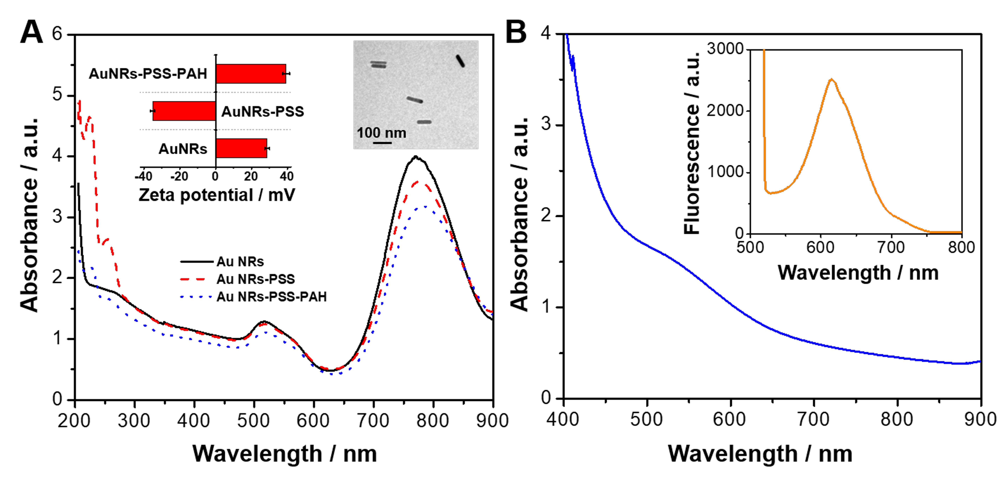 A
6
5
4
3
2
1
0
Absorbance / a.u.
200 300 400 500 600 700 800 900
Wavelength / nm
AuNRs-PSS-PAH
AuNRs-PSS
AuNRs
-40 -20 0 20 40
Zeta potential / mV
100 nm
Au NRs
Au NRs-PSS
Au NRs-PSS-PAH
B
4
3
2
1
0
Absorbance / a.u.
400 500 600 700 800 900
Wavelength / nm
3000
2000
1000
0
Fluorescence / a.u.
500 600 700 800
Wavelength / nm